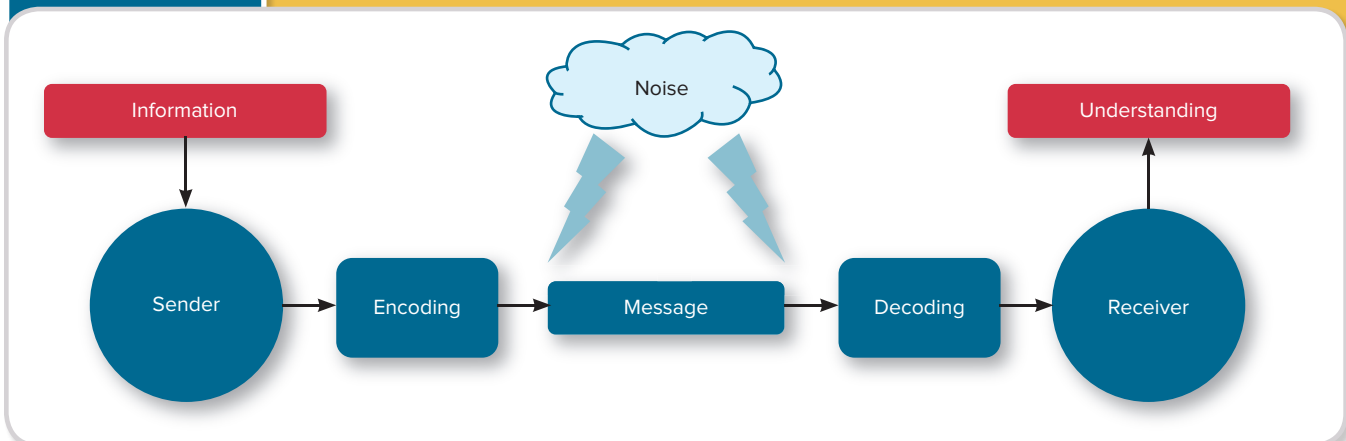 Noise
Information
Understanding
Sender
Encoding
Message
Decoding
Receiver